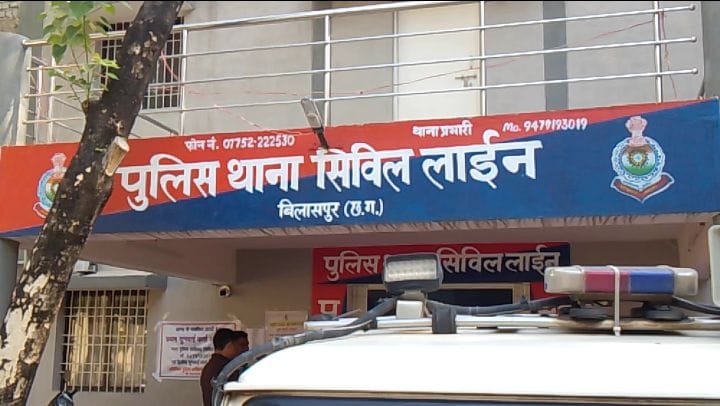 फोन नं. 07752-222530 थाना प्रभारी Mo. 9479193019
पुलिस थाना सिविल लाईन
बिलासपुर (छ.ग.)
पुलिस सिविल लाईन